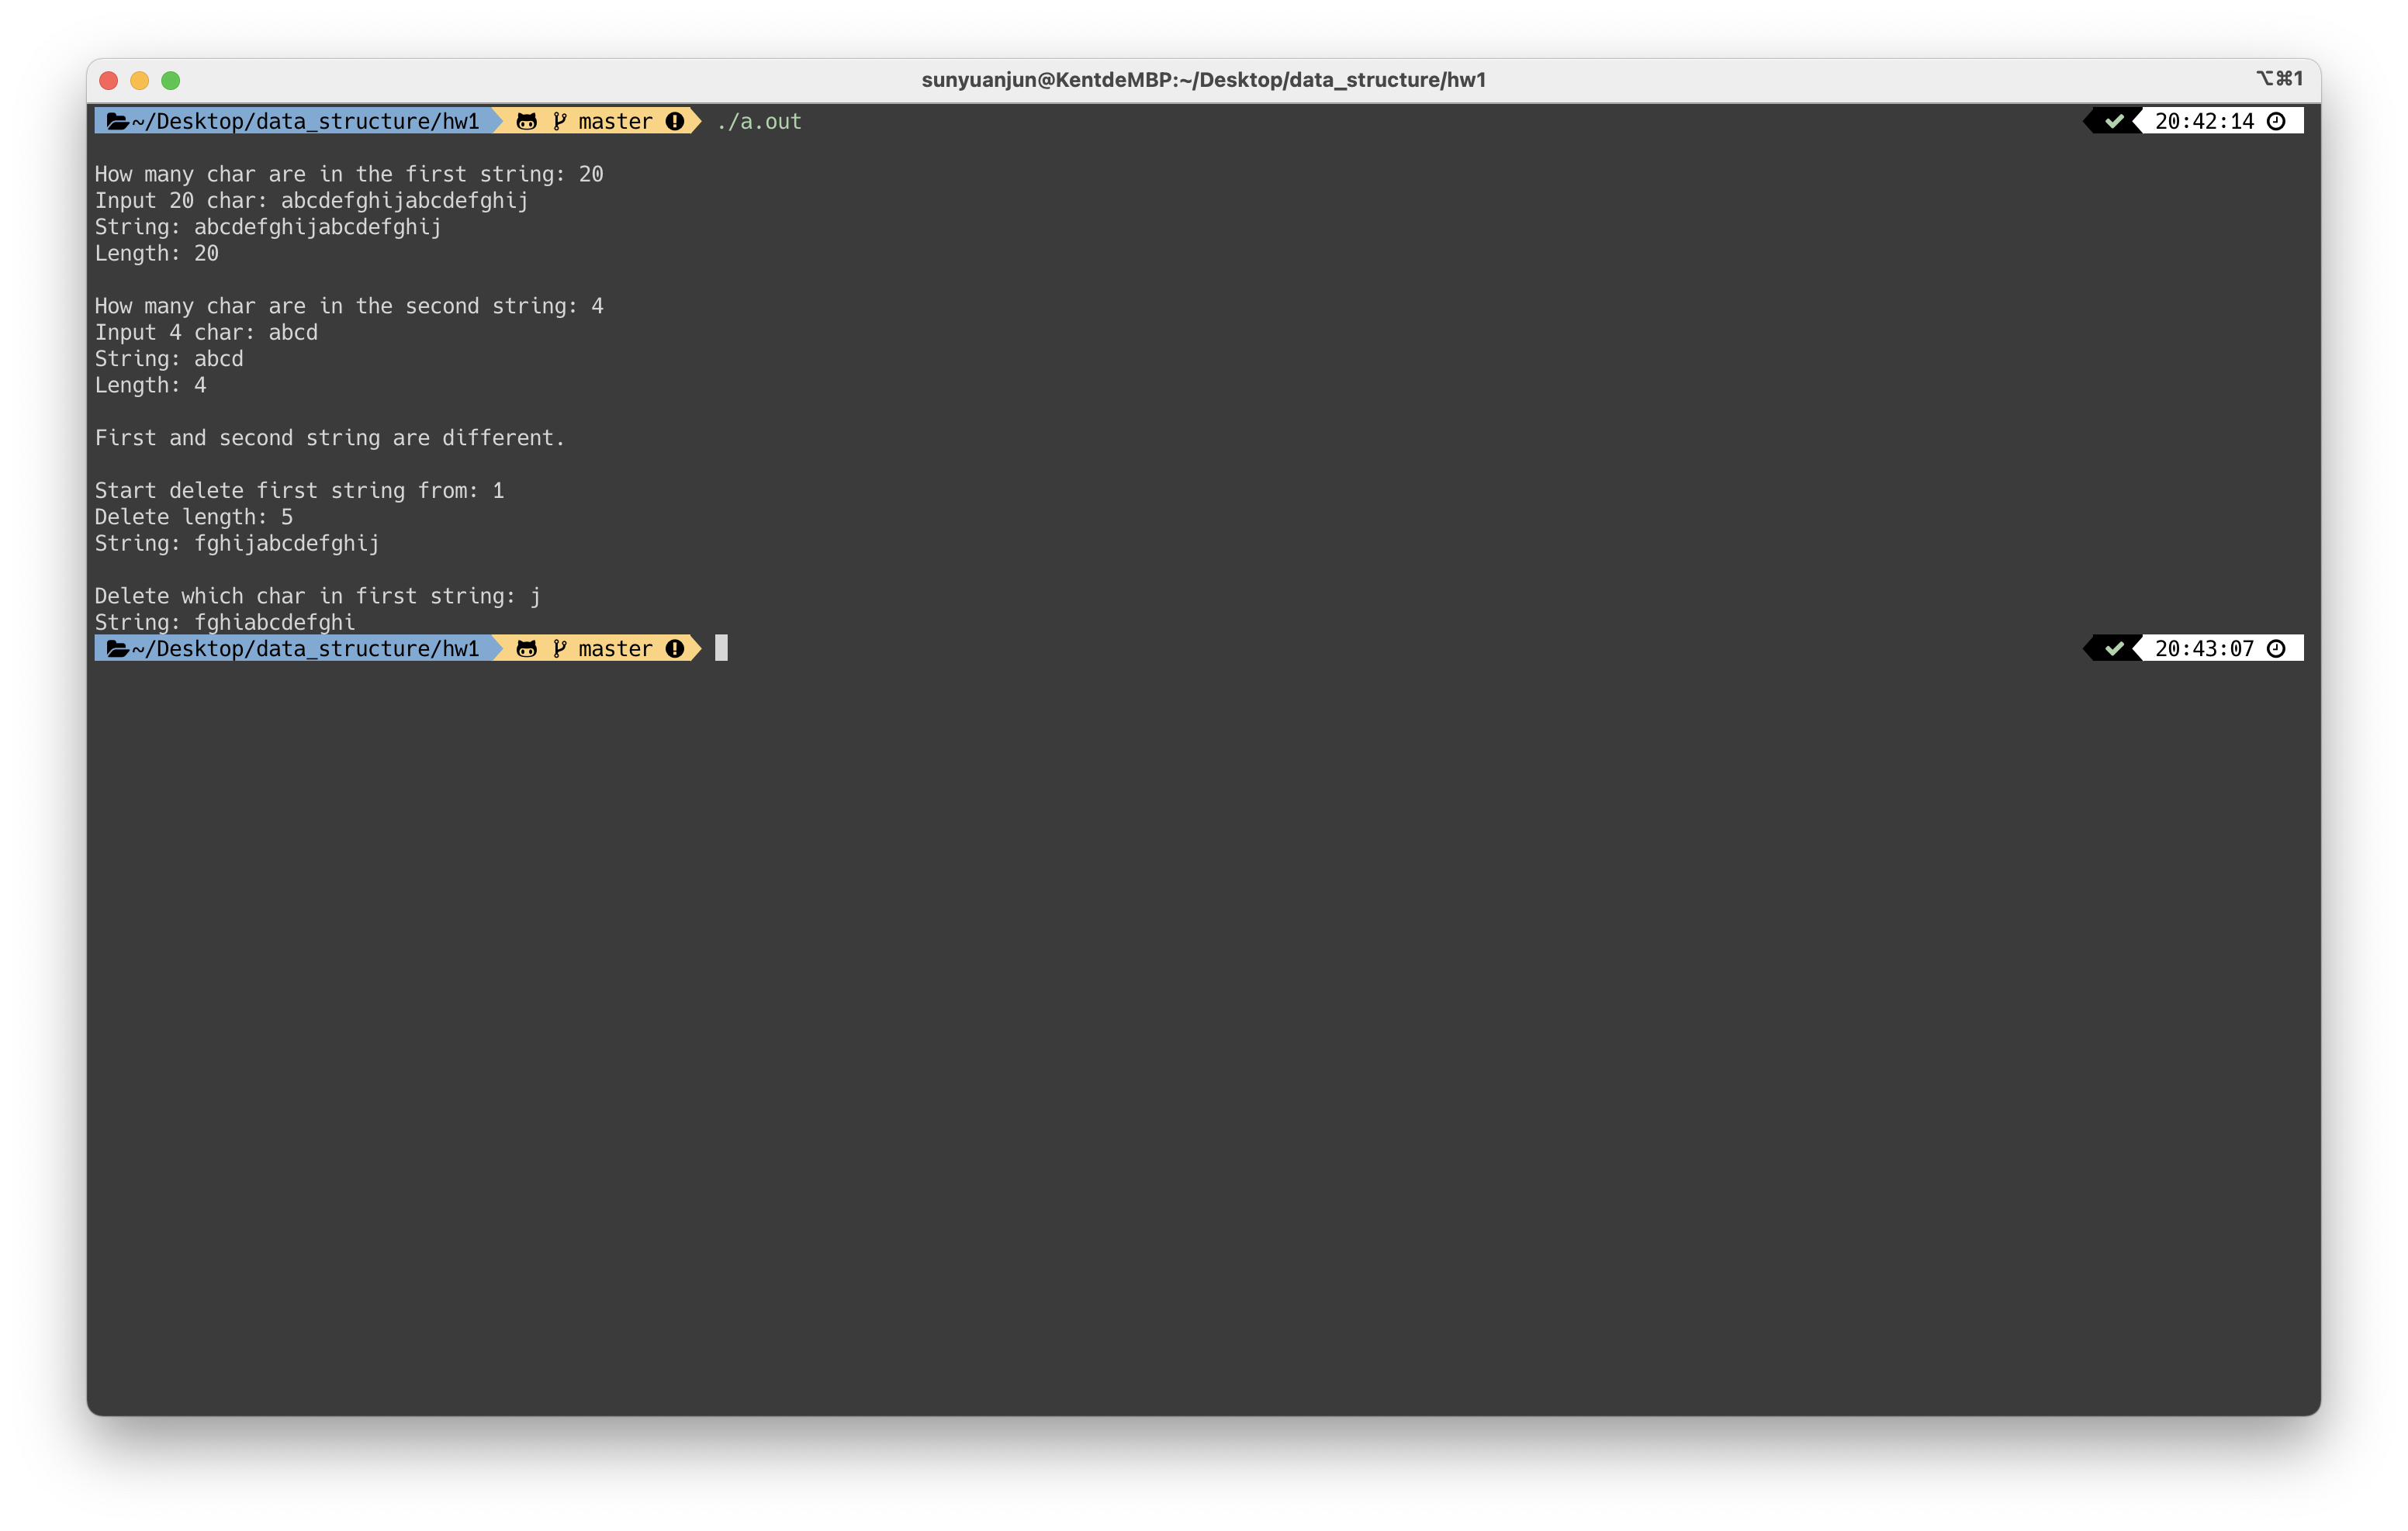 sunyuanjun@KentdeMBP:~/Desktop/data_structure/hw1
⌥⌘1
~/Desktop/data_structure/hw1 master ./a.out 20:42:14
How many char are in the first string: 20
Input 20 char: abcdefghijabcdefghij
String: abcdefghijabcdefghij
Length: 20
How many char are in the second string: 4
Input 4 char: abcd
String: abcd
Length: 4
First and second string are different.
Start delete first string from: 1
Delete length: 5
String: fghijabcdefghij
Delete which char in first string: j
String: fghiabcdefghi
~/Desktop/data_structure/hw1 master 20:43:07